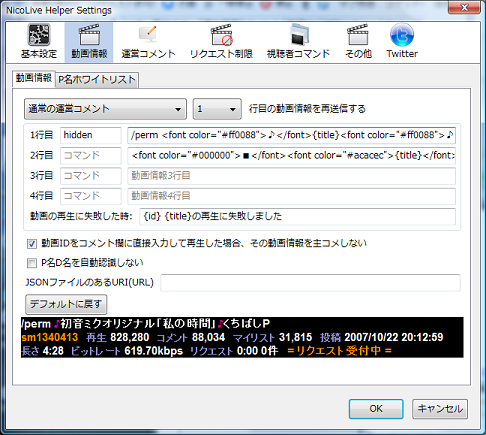 NicoLive Helper Settings
基本設定 動画情報 運営コメント リクエスト制限 視聴者コマンド その他 Twitter
動画情報 P名ホワイトリスト
通常の運営コメント 1 行目の動画情報を再送信する
1行目 hidden /perm <font color="#ff0088">♪</font>{title}<font color="#ff0088">♪
2行目 コマンド <font color="#000000">■</font><font color="#acacec">{title}</font>
3行目 コマンド 動画情報3行目
4行目 コマンド 動画情報4行目
動画の再生に失敗した時: {id} {title}の再生に失敗しました
動画IDをコメント欄に直接入力して再生した場合、その動画情報を主コメしない
P名D名を自動認識しない
JSONファイルのあるURI(URL)
デフォルトに戻す
/perm♪初音ミクオリジナル「私の時間」♪くちばしP
sm1340413 再生 828,280 コメント 88,034 マイリスト 31,815 投稿 2007/10/22 20:12:59
長さ 4:28 ビットレート 619.70kbps リクエスト 0:00 0件 =リクエスト受付中=
OK キャンセル